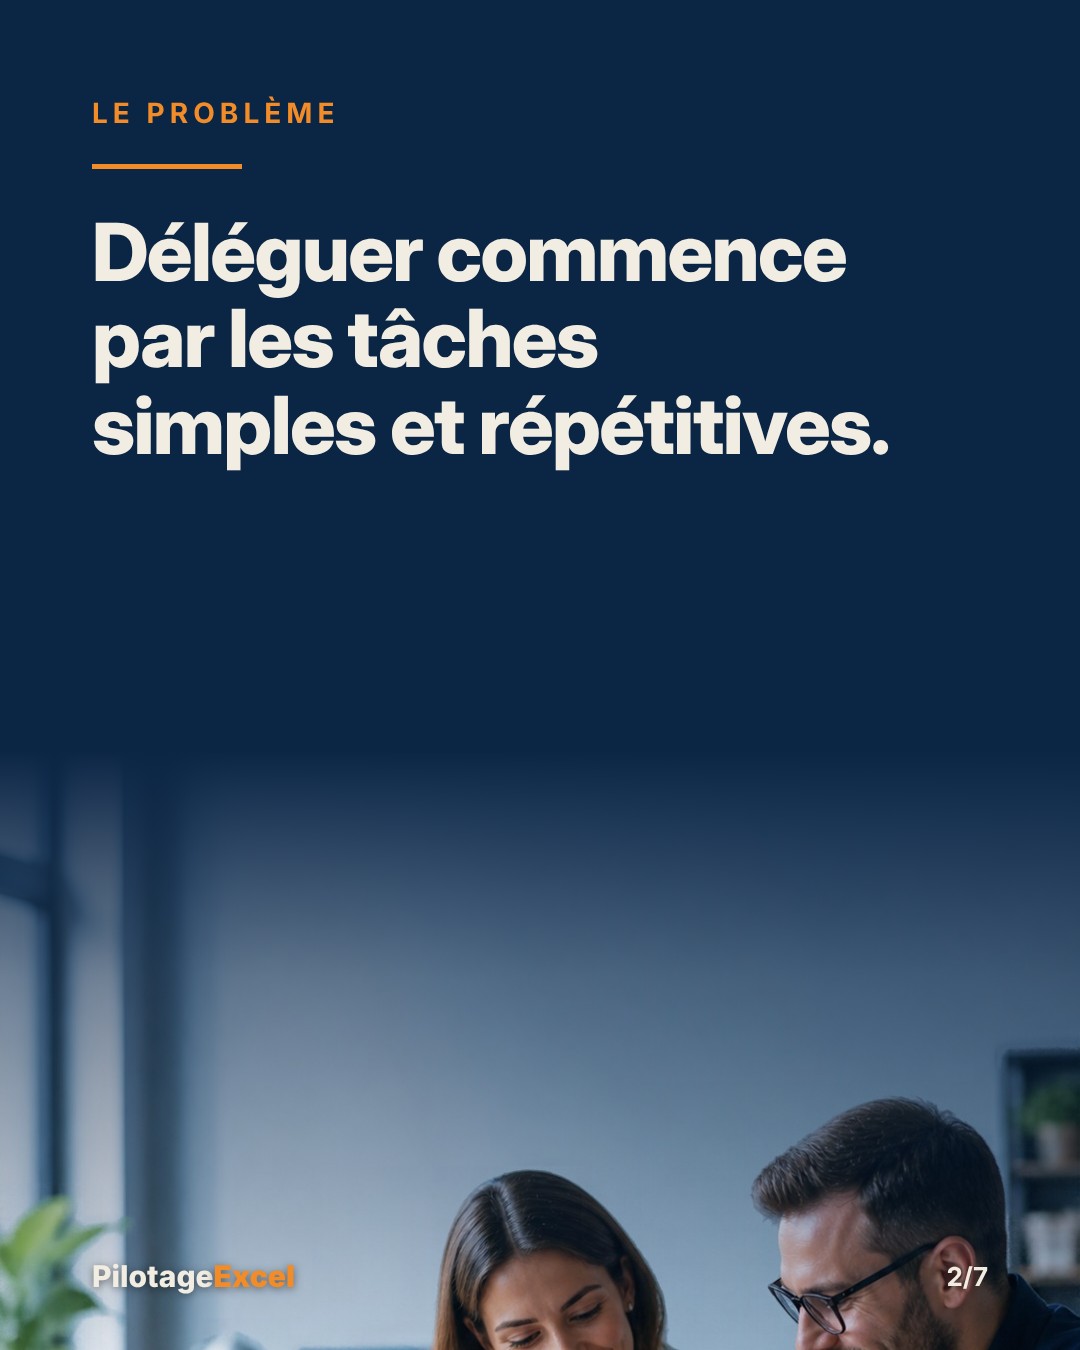 LE PROBLÈME
Déléguer commence
par les tâches
simples et répétitives.
PilotageExcel
2/7